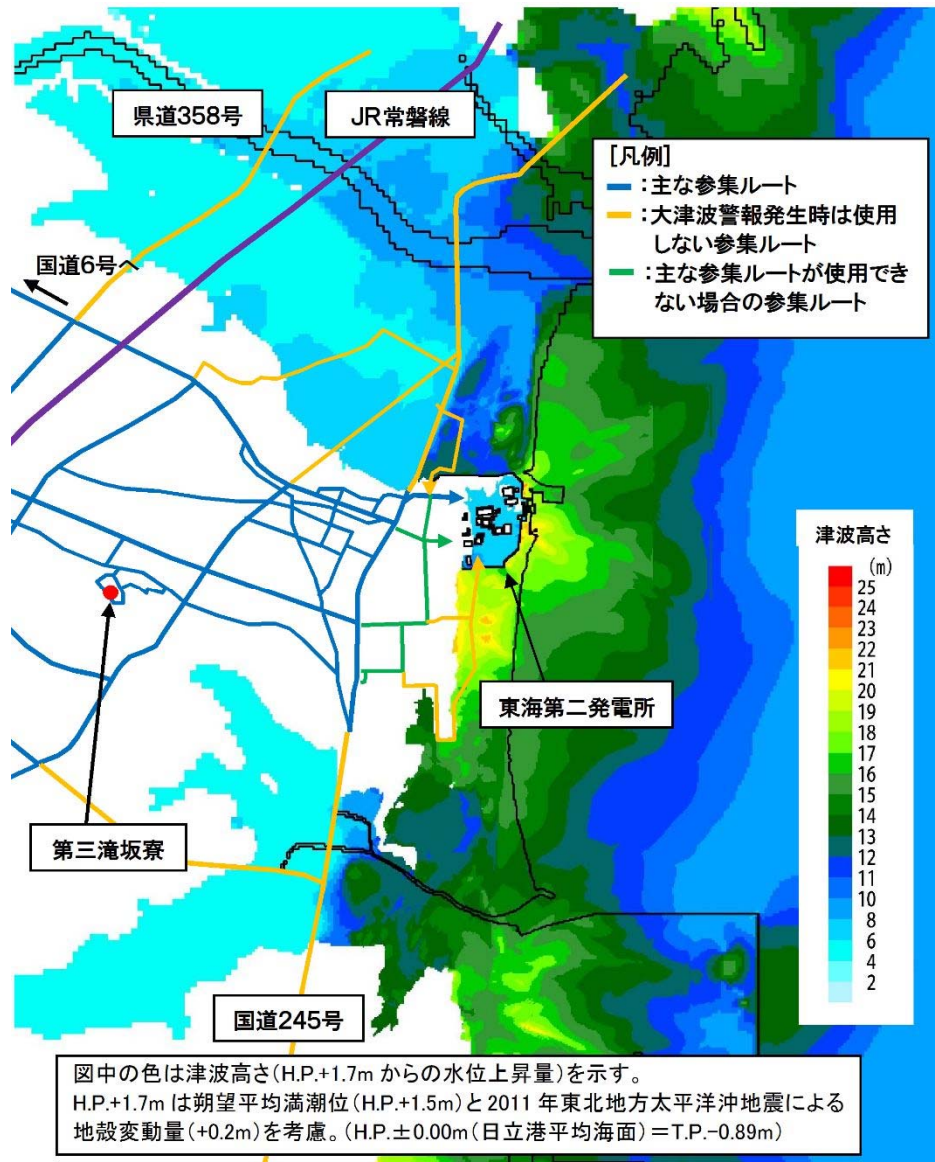 県道358号
JR常磐線
[凡例]
：主な参集ルート
：大津波警報発生時は使用
しない参集ルート
：主な参集ルートが使用でき
ない場合の参集ルート
国道6号へ
津波高さ
(m)
25
24
23
22
21
20
19
18
17
16
15
13
12
11
10
8
6
4
2
東海第二発電所
第三滝坂寮
国道245号
図中の色は津波高さ(H.P.+1.7m からの水位上昇量)を示す。
H.P.+1.7m は朔望平均満潮位(H.P.+1.5m)と 2011 年東北地方太平洋沖地震による
地殻変動量(+0.2m)を考慮。(H.P.±0.00m(日立港平均海面)＝T.P.-0.89m)